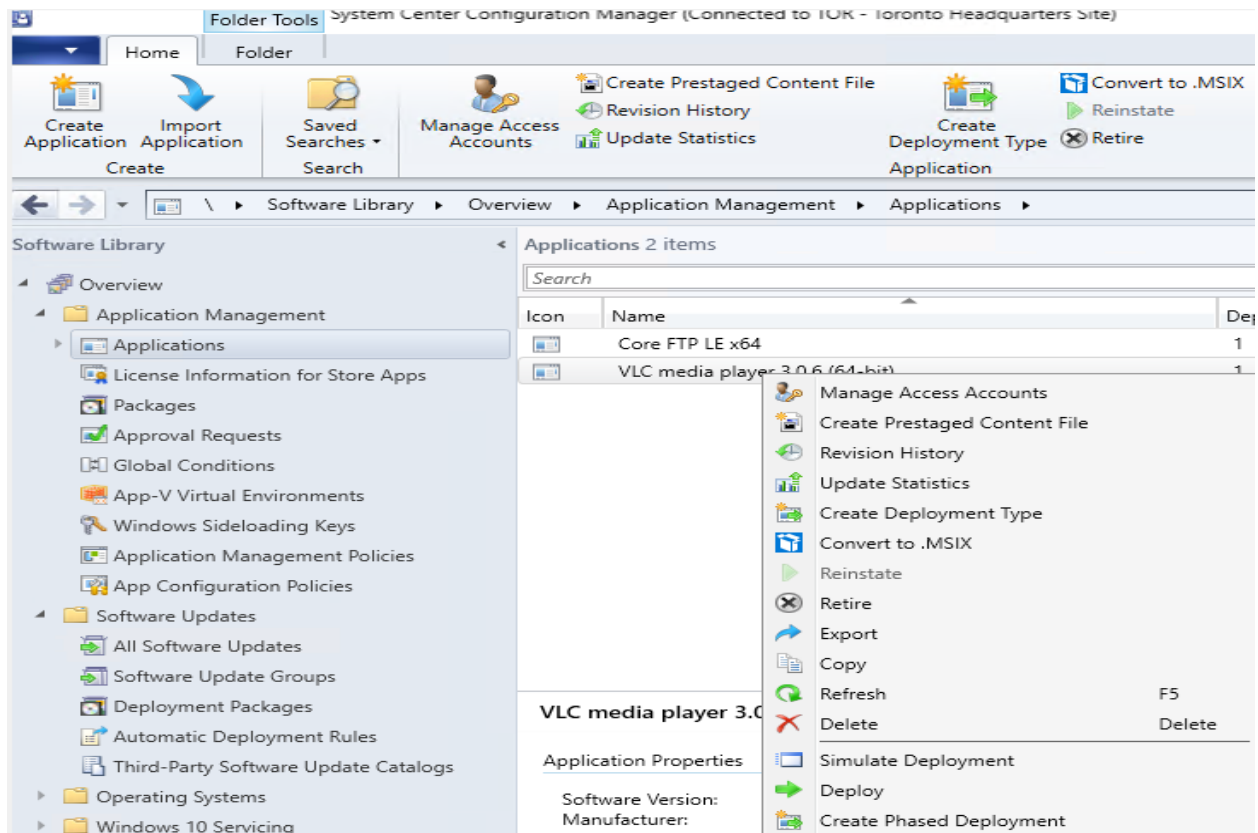 Folder Tools System Center Configuration Manager (Connected to TOR - Toronto Headquarters Site)
Home Folder
Create Application
Import Application
Create
Saved Searches
Search
Manage Access Accounts
Create Prestaged Content File
Revision History
Update Statistics
Create Deployment Type
Convert to .MSIX
Reinstate
Retire
Application
\ Software Library Overview Application Management Applications
Software Library
Overview
Application Management
Applications
License Information for Store Apps
Packages
Approval Requests
Global Conditions
App-V Virtual Environments
Windows Sideloading Keys
Application Management Policies
App Configuration Policies
Software Updates
All Software Updates
Software Update Groups
Deployment Packages
Automatic Deployment Rules
Third-Party Software Update Catalogs
Operating Systems
Windows 10 Servicing
Applications 2 items
Search
Icon Name Dep
Core FTP LE x64 1
VLC media player 3.0.6 (64-bit) 1
Manage Access Accounts
Create Prestaged Content File
Revision History
Update Statistics
Create Deployment Type
Convert to .MSIX
Reinstate
Retire
Export
Copy
Refresh F5
Delete Delete
Simulate Deployment
Deploy
Create Phased Deployment
VLC media player 3.0
Application Properties
Software Version:
Manufacturer: